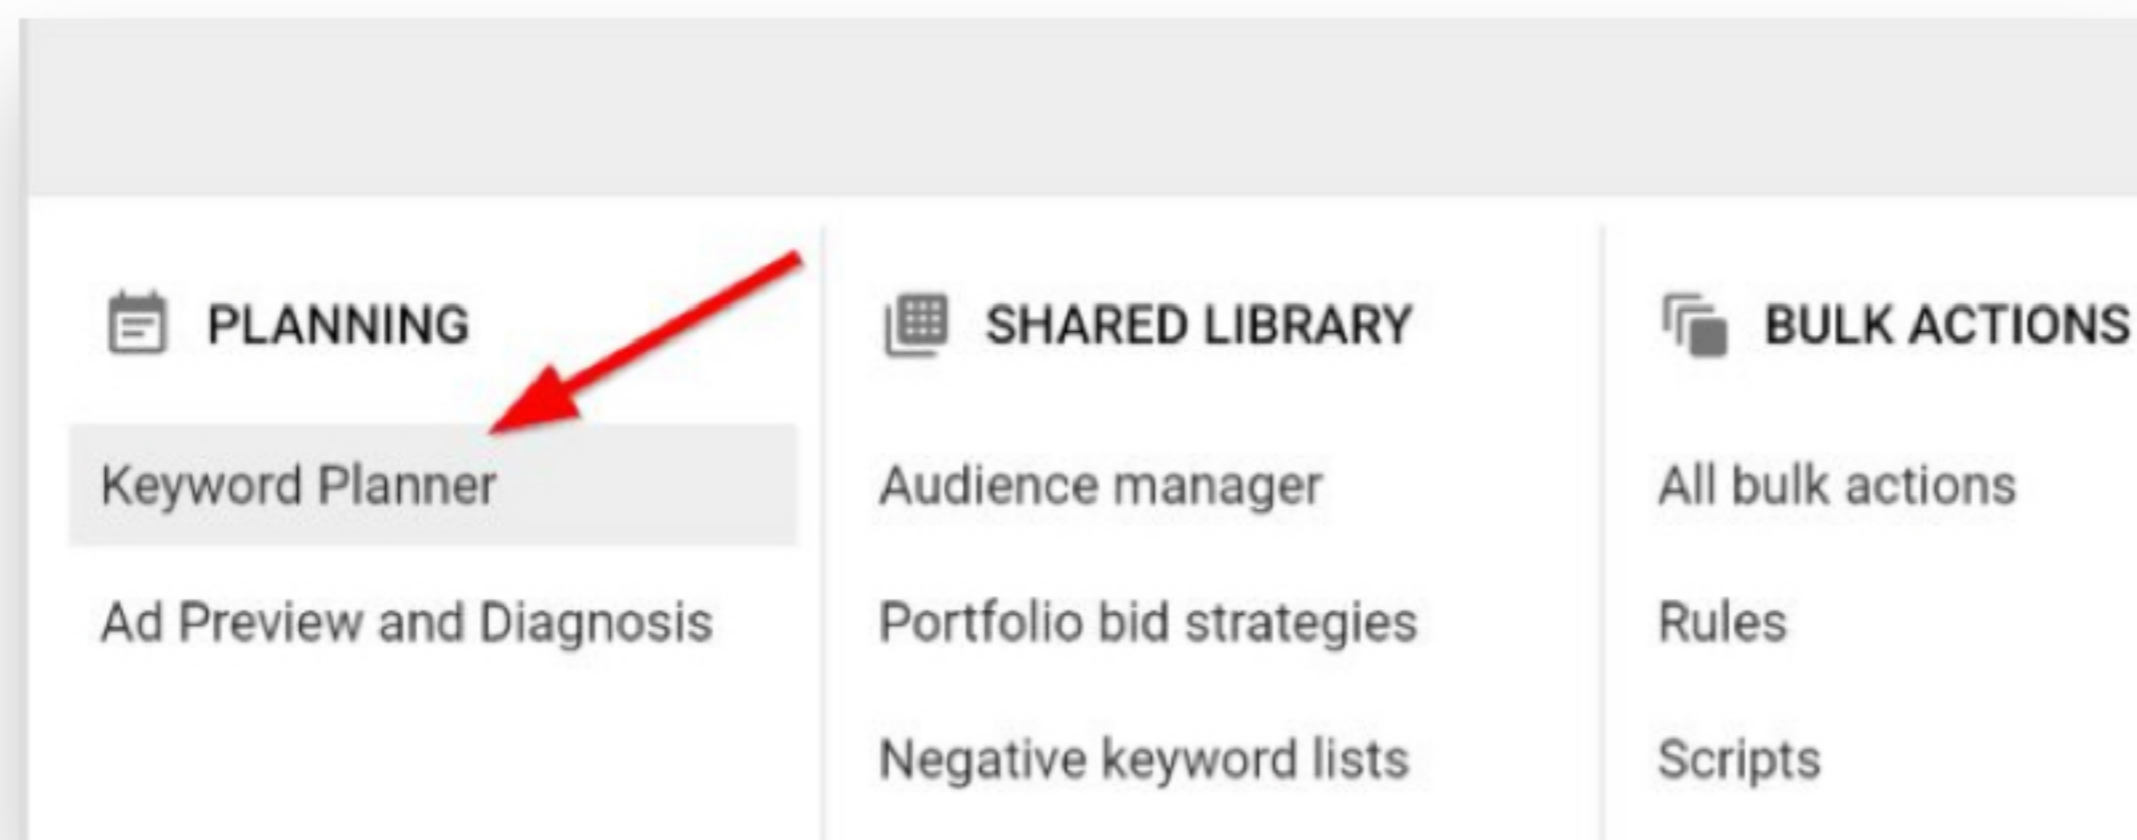 PLANNING
Keyword Planner
Ad Preview and Diagnosis
SHARED LIBRARY
Audience manager
Portfolio bid strategies
Negative keyword lists
BULK ACTIONS
All bulk actions
Rules
Scripts